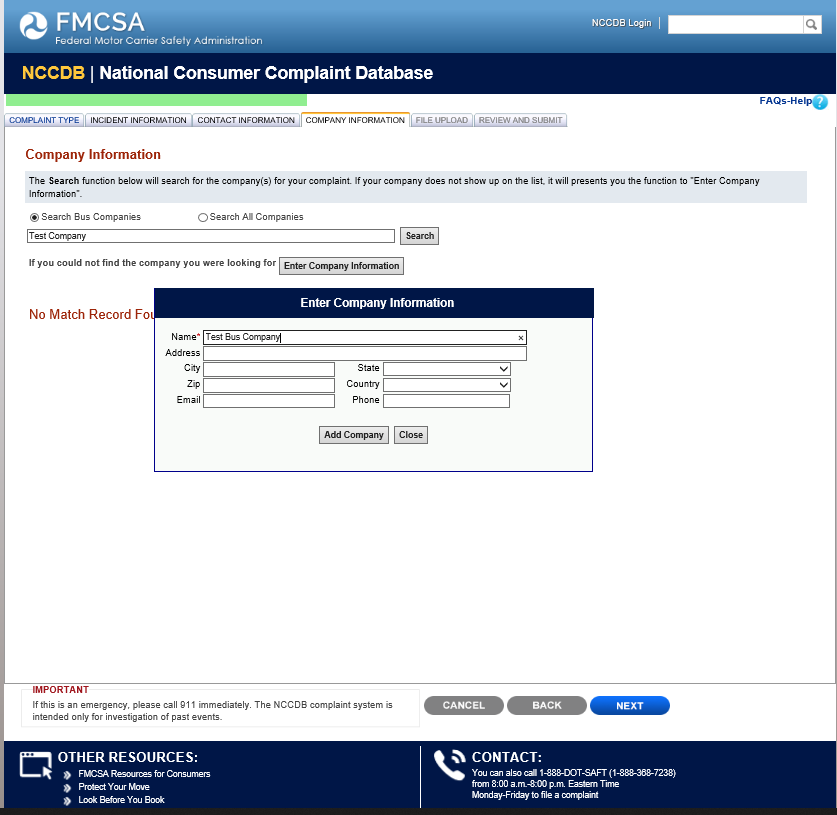 FMCSA
Federal Motor Carrier Safety Administration
NCCDB Login
NCCDB | National Consumer Complaint Database
FAQs-Help ?
COMPLAINT TYPE INCIDENT INFORMATION CONTACT INFORMATION COMPANY INFORMATION FILE UPLOAD REVIEW AND SUBMIT
Company Information
The Search function below will search for the company(s) for your complaint. If your company does not show up on the list, it will presents you the function to "Enter Company
Information".
Search Bus Companies Search All Companies
Test Company Search
If you could not find the company you were looking for Enter Company Information
No Match Record Fou
Enter Company Information
Name* Test Bus Company ×
Address
City State
Zip Country
Email Phone
Add Company Close
IMPORTANT
If this is an emergency, please call 911 immediately. The NCCDB complaint system is
intended only for investigation of past events.
CANCEL BACK NEXT
OTHER RESOURCES:
FMCSA Resources for Consumers
Protect Your Move
Look Before You Book
CONTACT:
You can also call 1-888-DOT-SAFT (1-888-368-7238)
from 8:00 a.m.-8:00 p.m. Eastern Time
Monday-Friday to file a complaint